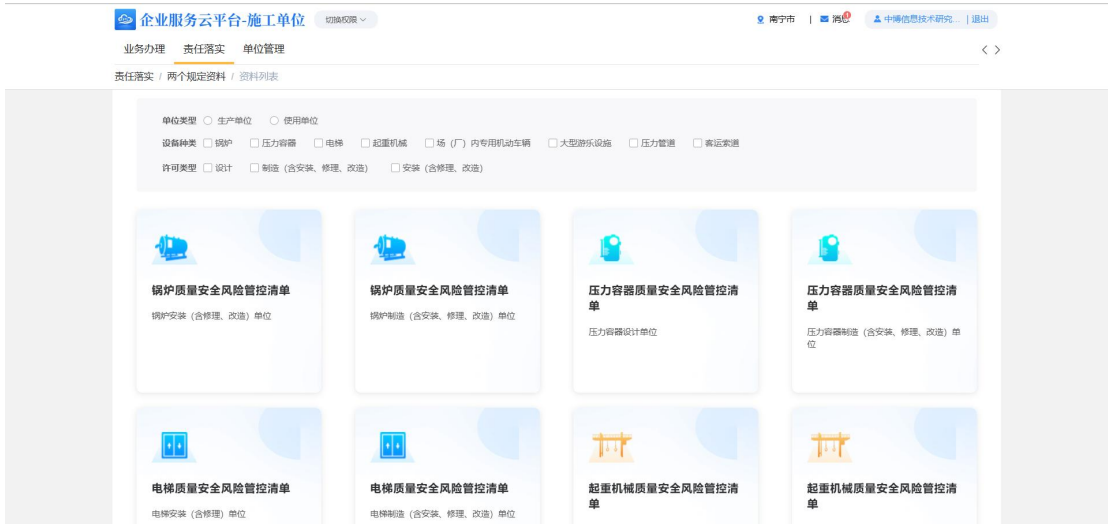 企业服务云平台-施工单位 切换权限 南宁市 | 消息 中博信息技术研究... | 退出
业务办理 责任落实 单位管理
责任落实 / 两个规定资料 / 资料列表
单位类型 生产单位 使用单位
设备种类 锅炉 压力容器 电梯 起重机械 场（厂）内专用机动车辆 大型游乐设施 压力管道 客运索道
许可类型 设计 制造（含安装、修理、改造） 安装（含修理、改造）
锅炉质量安全风险管控清单
锅炉安装（含修理、改造）单位
锅炉质量安全风险管控清单
锅炉制造（含安装、修理、改造）单位
压力容器质量安全风险管控清
单
压力容器设计单位
压力容器质量安全风险管控清
单
压力容器制造（含安装、修理、改造）单
位
电梯质量安全风险管控清单
电梯安装（含修理）单位
电梯质量安全风险管控清单
电梯制造（含安装、修理、改造）单位
起重机械质量安全风险管控清
单
起重机械质量安全风险管控清
单